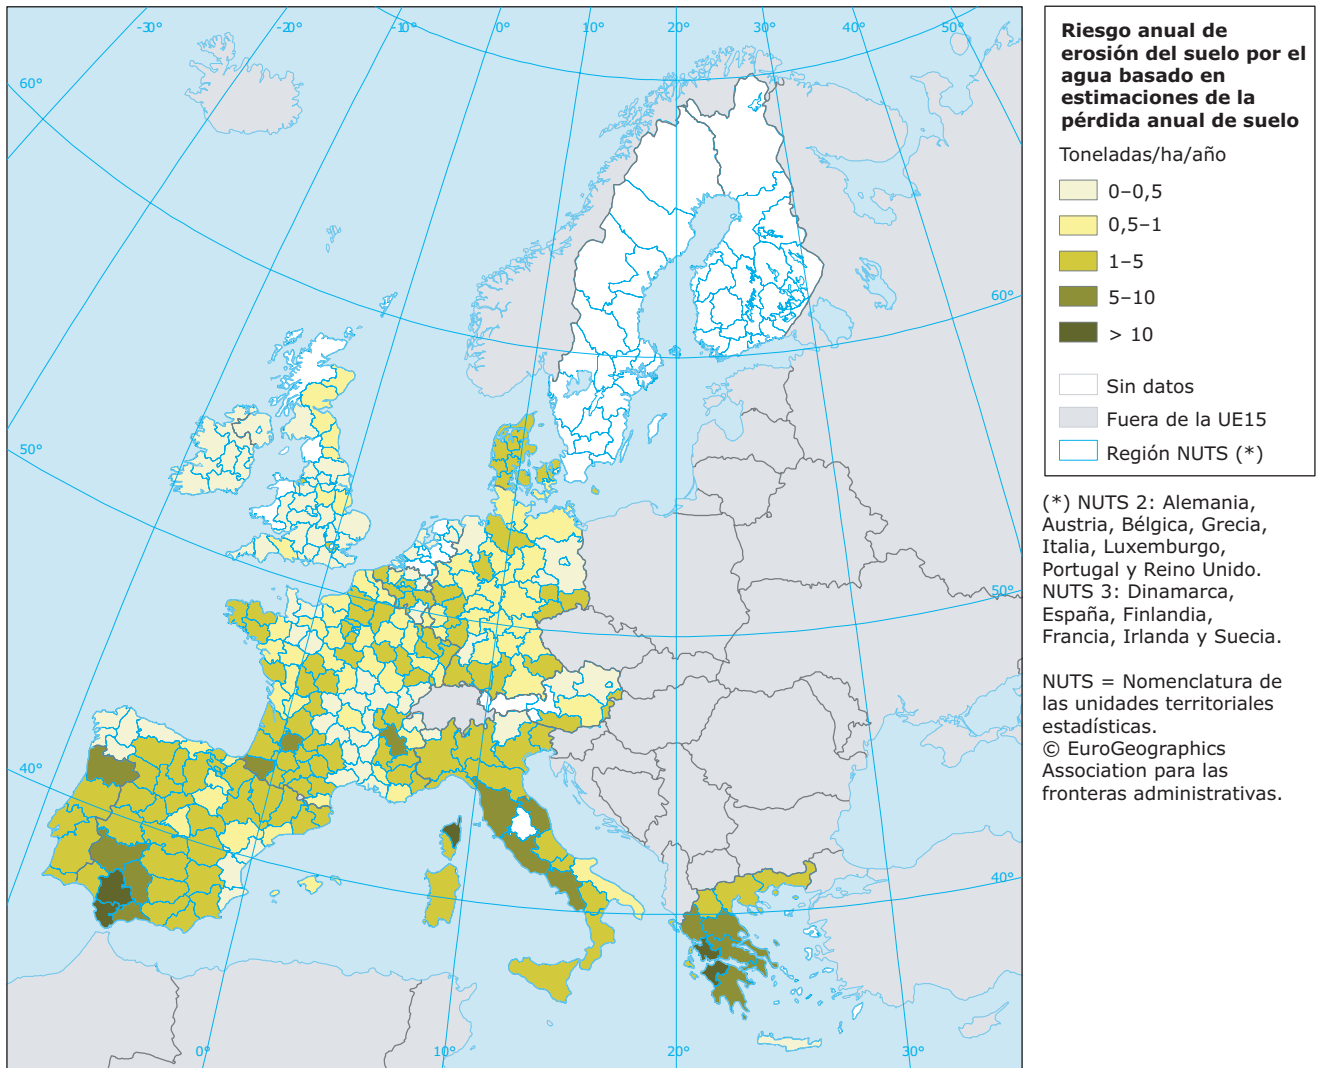 -30°
-20°
-10°
0°
10°
20°
30°
40°
50°
60°
60°
50°
50°
40°
40°
0°
10°
20°
30°
Riesgo anual de
erosión del suelo por el
agua basado en
estimaciones de la
pérdida anual de suelo
Toneladas/ha/año
0–0,5
0,5–1
1–5
5–10
> 10
Sin datos
Fuera de la UE15
Región NUTS (*)
(*) NUTS 2: Alemania,
Austria, Bélgica, Grecia,
Italia, Luxemburgo,
Portugal y Reino Unido.
NUTS 3: Dinamarca,
España, Finlandia,
Francia, Irlanda y Suecia.
NUTS = Nomenclatura de
las unidades territoriales
estadísticas.
© EuroGeographics
Association para las
fronteras administrativas.